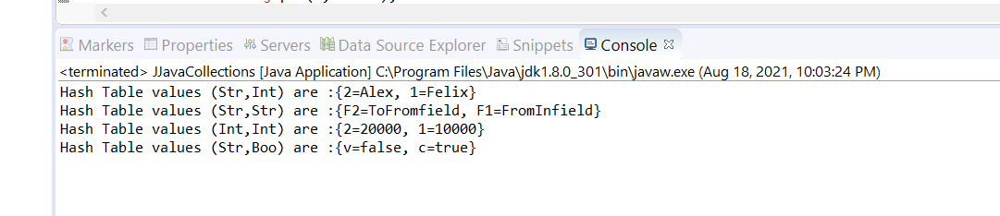 Markers Properties Servers Data Source Explorer Snippets Console
<terminated> JJavaCollections [Java Application] C:\Program Files\Java\jdk1.8.0_301\bin\javaw.exe (Aug 18, 2021, 10:03:24 PM)
Hash Table values (Str,Int) are :{2=Alex, 1=Felix}
Hash Table values (Str,Str) are :{F2=ToFromfield, F1=FromInfield}
Hash Table values (Int,Int) are :{2=20000, 1=10000}
Hash Table values (Str,Boo) are :{v=false, c=true}